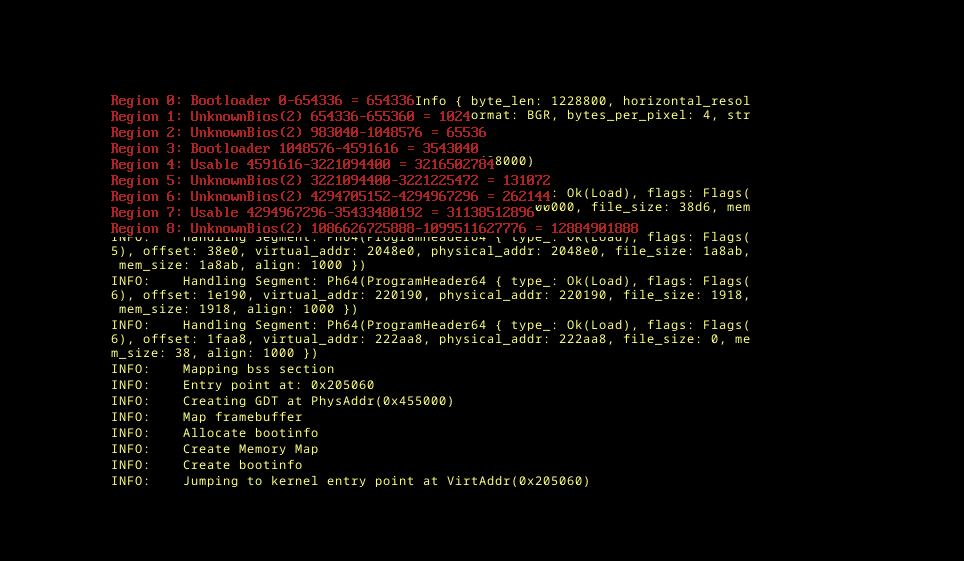 Region 0: Bootloader 0-654336 = 654336Info { byte_len: 1228800, horizontal_resol
Region 1: UnknownBios(2) 654336-655360 = 1024ormat: BGR, bytes_per_pixel: 4, str
Region 2: UnknownBios(2) 983040-1048576 = 65536
Region 3: Bootloader 1048576-4591616 = 3543040
Region 4: Usable 4591616-3221094400 = 3216502784 8000)
Region 5: UnknownBios(2) 3221094400-3221225472 = 131072
Region 6: UnknownBios(2) 4294705152-4294967296 = 262144: Ok(Load), flags: Flags(
Region 7: Usable 4294967296-35433480192 = 31138512896 000, file_size: 38d6, mem
Region 8: UnknownBios(2) 1086626725888-1099511627776 = 12884901888
INFO:    Handling Segment: Ph64(ProgramHeader64 { type_: Ok(Load), flags: Flags(
5), offset: 38e0, virtual_addr: 2048e0, physical_addr: 2048e0, file_size: 1a8ab,
 mem_size: 1a8ab, align: 1000 })
INFO:    Handling Segment: Ph64(ProgramHeader64 { type_: Ok(Load), flags: Flags(
6), offset: 1e190, virtual_addr: 220190, physical_addr: 220190, file_size: 1918,
 mem_size: 1918, align: 1000 })
INFO:    Handling Segment: Ph64(ProgramHeader64 { type_: Ok(Load), flags: Flags(
6), offset: 1faa8, virtual_addr: 222aa8, physical_addr: 222aa8, file_size: 0, me
m_size: 38, align: 1000 })
INFO:    Mapping bss section
INFO:    Entry point at: 0x205060
INFO:    Creating GDT at PhysAddr(0x455000)
INFO:    Map framebuffer
INFO:    Allocate bootinfo
INFO:    Create Memory Map
INFO:    Create bootinfo
INFO:    Jumping to kernel entry point at VirtAddr(0x205060)